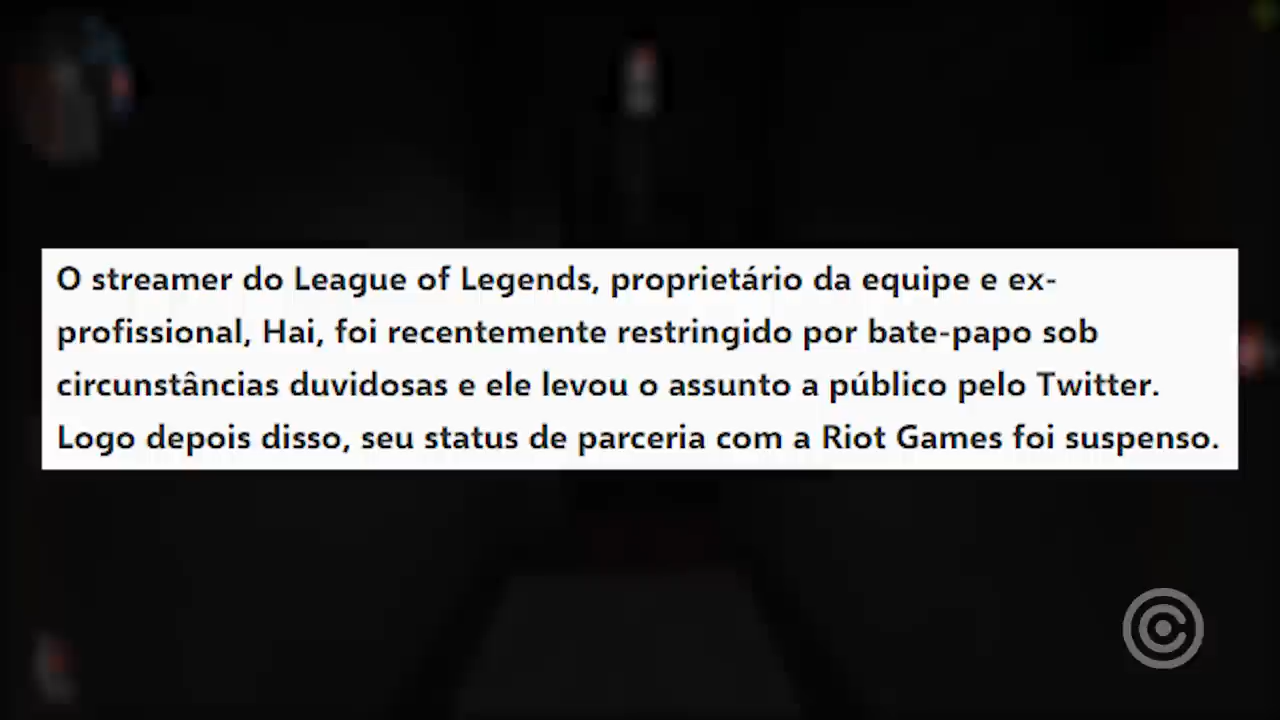 O streamer do League of Legends, proprietário da equipe e ex-
profissional, Hai, foi recentemente restringido por bate-papo sob
circunstâncias duvidosas e ele levou o assunto a público pelo Twitter.
Logo depois disso, seu status de parceria com a Riot Games foi suspenso.